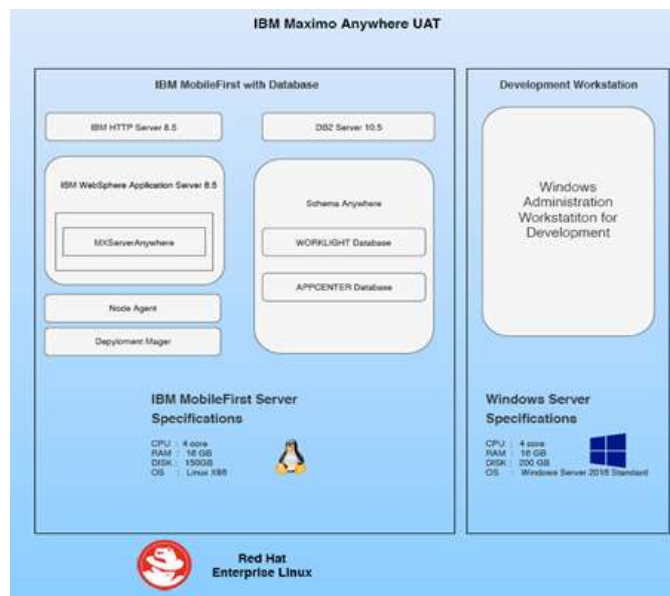 IBM Maximo Anywhere UAT
IBM MobileFirst with Database
IBM HTTP Server 8.5
DB2 Server 10.5
IBM WebSphere Application Server 8.5
MXServerAnywhere
Schema Anywhere
WORKLIGHT Database
APPCENTER Database
Node Agent
Depyloment Mager
IBM MobileFirst Server
Specifications
CPU : 4 core
RAM : 16 GB
DISK : 150GB
OS : Linux X86
Development Workstation
Windows
Administration
Workstatiton for
Development
Windows Server
Specifications
CPU : 4 core
RAM : 16 GB
DISK : 200 GB
OS : Windows Server 2016 Standard
Red Hat
Enterprise Linux